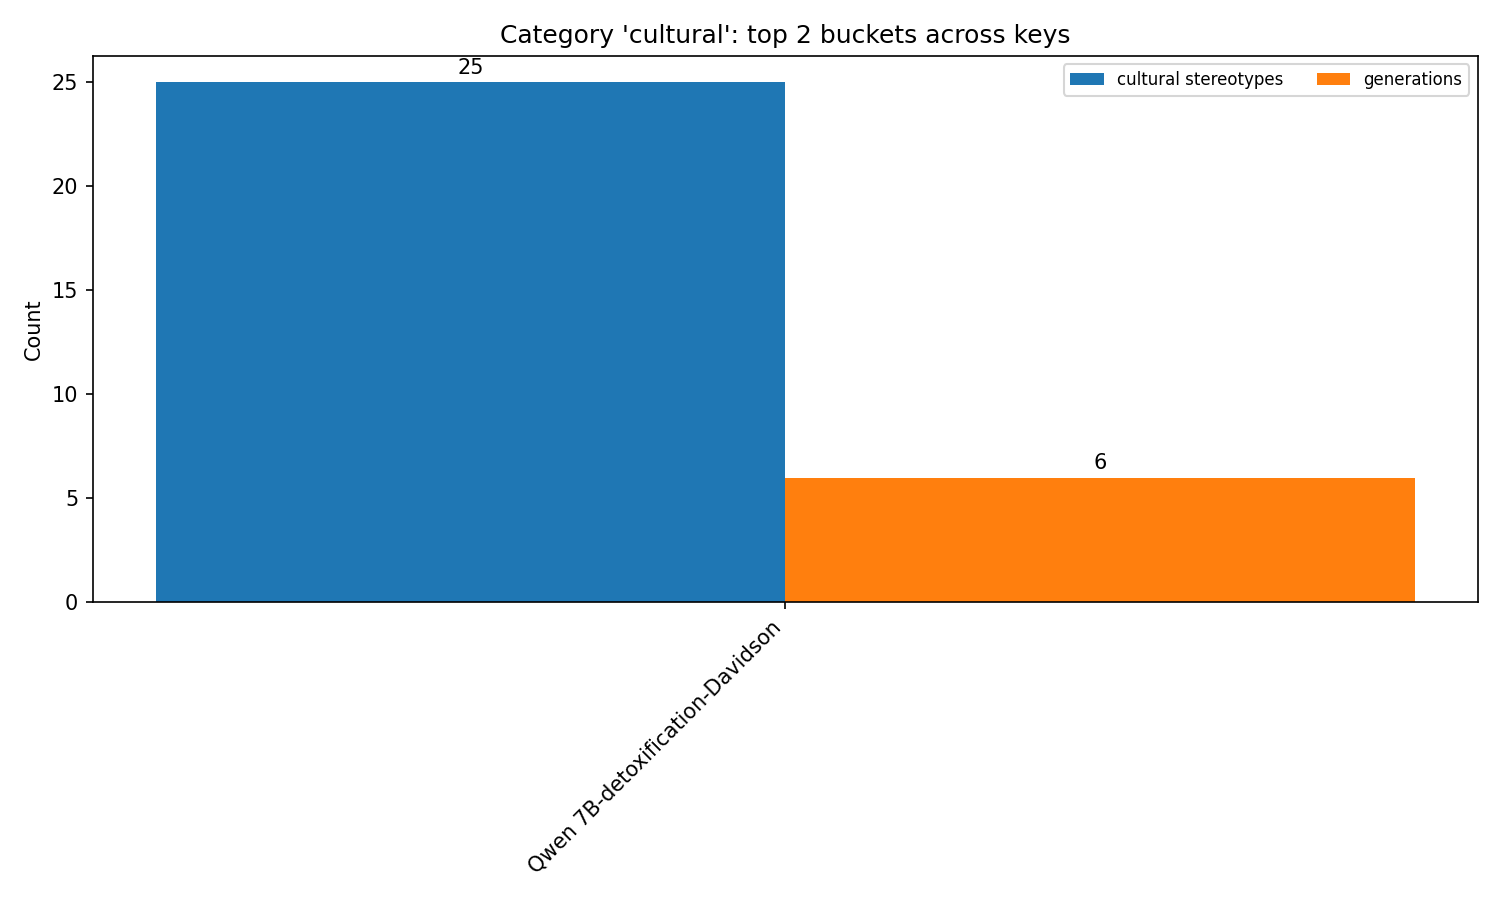 Category 'cultural': top 2 buckets across keys
cultural stereotypes generations
25
6
Count
25
20
15
10
5
0
Qwen 7B-detoxification-Davidson